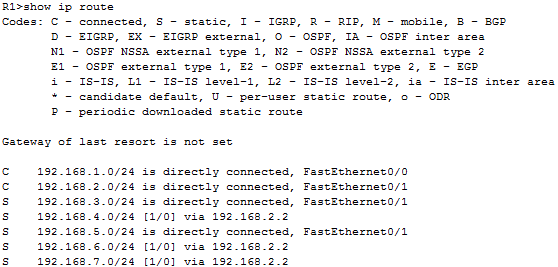 R1>show ip route
Codes: C - connected, S - static, I - IGRP, R - RIP, M - mobile, B - BGP
D - EIGRP, EX - EIGRP external, O - OSPF, IA - OSPF inter area
N1 - OSPF NSSA external type 1, N2 - OSPF NSSA external type 2
E1 - OSPF external type 1, E2 - OSPF external type 2, E - EGP
i - IS-IS, L1 - IS-IS level-1, L2 - IS-IS level-2, ia - IS-IS inter area
* - candidate default, U - per-user static route, o - ODR
P - periodic downloaded static route
Gateway of last resort is not set
C 192.168.1.0/24 is directly connected, FastEthernet0/0
C 192.168.2.0/24 is directly connected, FastEthernet0/1
S 192.168.3.0/24 is directly connected, FastEthernet0/1
S 192.168.4.0/24 [1/0] via 192.168.2.2
S 192.168.5.0/24 is directly connected, FastEthernet0/1
S 192.168.6.0/24 [1/0] via 192.168.2.2
S 192.168.7.0/24 [1/0] via 192.168.2.2